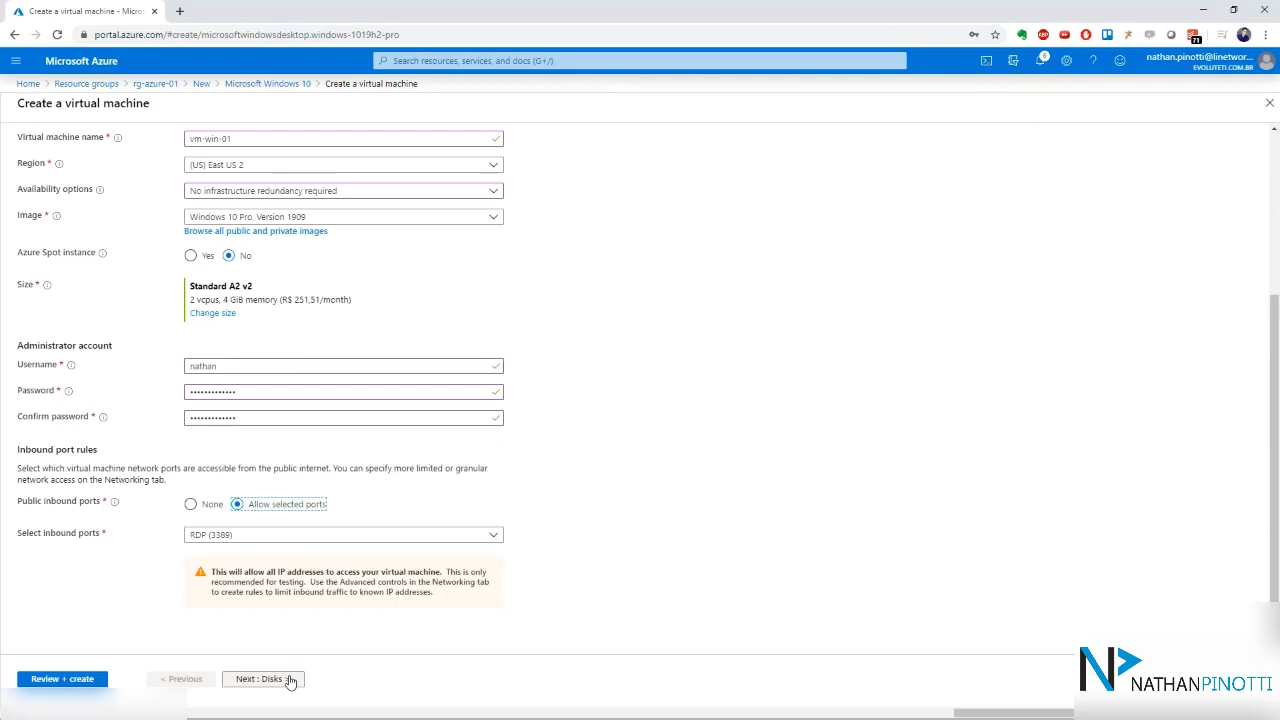 Create a virtual machine - Micros
portal.azure.com/#create/microsoftwindowsdesktop.windows-1019h2-pro
71
Microsoft Azure
Search resources, services, and docs (G+/)
6
nathan.pinotti@linetwor...
EVOLUTETI.COM.BR
Home > Resource groups > rg-azure-01 > New > Microsoft Windows 10 > Create a virtual machine
Create a virtual machine
Virtual machine name *
vm-win-01
Region *
(US) East US 2
Availability options
No infrastructure redundancy required
Image *
Windows 10 Pro, Version 1909
Browse all public and private images
Azure Spot instance
Yes No
Size *
Standard A2 v2
2 vcpus, 4 GiB memory (R$ 251,51/month)
Change size
Administrator account
Username *
nathan
Password *
•••••••••••••
Confirm password *
•••••••••••••
Inbound port rules
Select which virtual machine network ports are accessible from the public internet. You can specify more limited or granular
network access on the Networking tab.
Public inbound ports *
None Allow selected ports
Select inbound ports *
RDP (3389)
This will allow all IP addresses to access your virtual machine. This is only
recommended for testing. Use the Advanced controls in the Networking tab
to create rules to limit inbound traffic to known IP addresses.
Review + create
< Previous
Next : Disks >
NP
NATHANPINOTTI